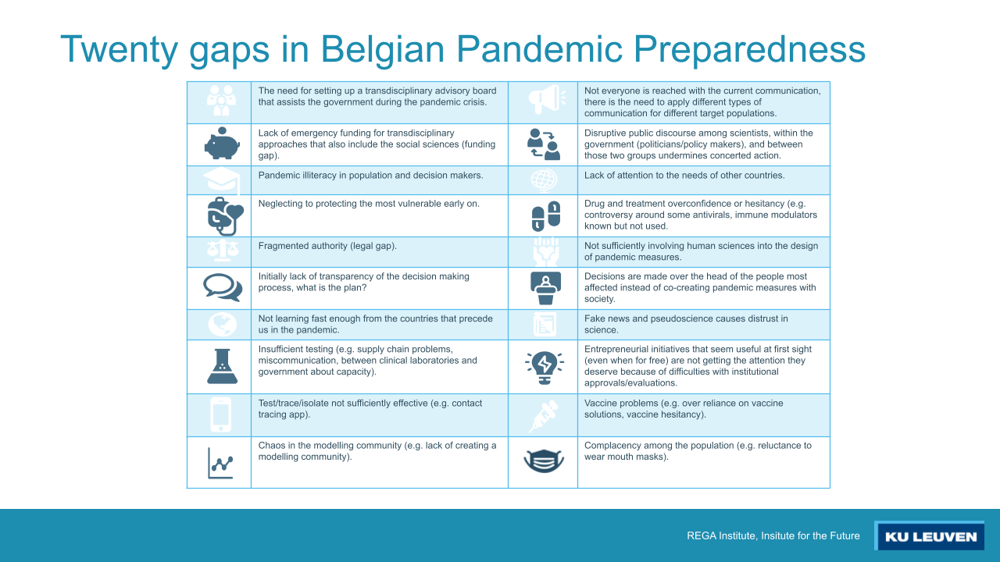 Twenty gaps in Belgian Pandemic Preparedness
The need for setting up a transdisciplinary advisory board
that assists the government during the pandemic crisis.
Not everyone is reached with the current communication,
there is the need to apply different types of
communication for different target populations.
Lack of emergency funding for transdisciplinary
approaches that also include the social sciences (funding
gap).
Disruptive public discourse among scientists, within the
government (politicians/policy makers), and between
those two groups undermines concerted action.
Pandemic illiteracy in population and decision makers.
Lack of attention to the needs of other countries.
Neglecting to protecting the most vulnerable early on.
Drug and treatment overconfidence or hesitancy (e.g.
controversy around some antivirals, immune modulators
known but not used.
Fragmented authority (legal gap).
Not sufficiently involving human sciences into the design
of pandemic measures.
Initially lack of transparency of the decision making
process, what is the plan?
Decisions are made over the head of the people most
affected instead of co-creating pandemic measures with
society.
Not learning fast enough from the countries that precede
us in the pandemic.
Fake news and pseudoscience causes distrust in
science.
Insufficient testing (e.g. supply chain problems,
miscommunication, between clinical laboratories and
government about capacity).
Entrepreneurial initiatives that seem useful at first sight
(even when for free) are not getting the attention they
deserve because of difficulties with institutional
approvals/evaluations.
Test/trace/isolate not sufficiently effective (e.g. contact
tracing app).
Vaccine problems (e.g. over reliance on vaccine
solutions, vaccine hesitancy).
Chaos in the modelling community (e.g. lack of creating a
modelling community).
Complacency among the population (e.g. reluctance to
wear mouth masks).
REGA Institute, Insitute for the Future
KU LEUVEN